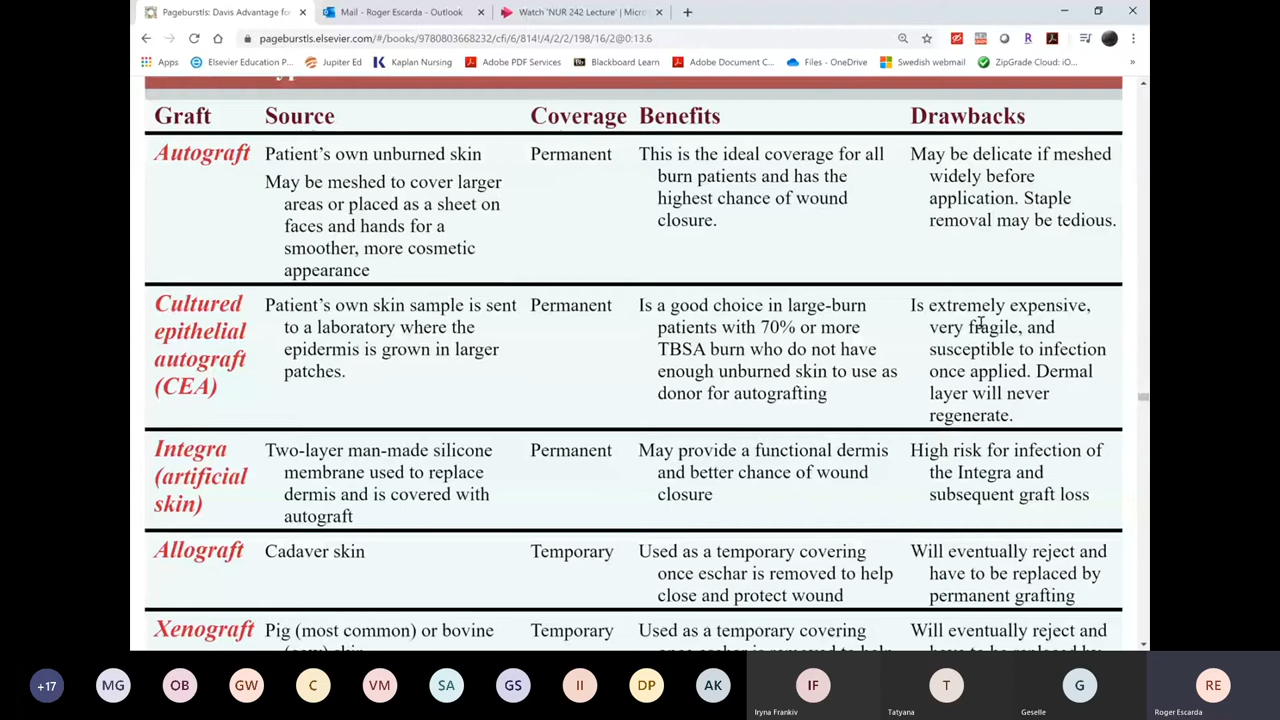 Pageburstls: Davis Advantage for
Mail - Roger Escarda - Outlook
Watch 'NUR 242 Lecture' | Micro
pageburstls.elsevier.com/#/books/9780803668232/cfi/6/814!/4/2/2/198/16/2@0:13.6
Apps
Elsevier Education P...
Jupiter Ed
Kaplan Nursing
Adobe PDF Services
Blackboard Learn
Adobe Document C...
Files - OneDrive
Swedish webmail
ZipGrade Cloud: iO...
Graft Source Coverage Benefits Drawbacks
Autograft
Patient's own unburned skin
May be meshed to cover larger
areas or placed as a sheet on
faces and hands for a
smoother, more cosmetic
appearance
Permanent
This is the ideal coverage for all
burn patients and has the
highest chance of wound
closure.
May be delicate if meshed
widely before
application. Staple
removal may be tedious.
Cultured
epithelial
autograft
(CEA)
Patient's own skin sample is sent
to a laboratory where the
epidermis is grown in larger
patches.
Permanent
Is a good choice in large-burn
patients with 70% or more
TBSA burn who do not have
enough unburned skin to use as
donor for autografting
Is extremely expensive,
very fragile, and
susceptible to infection
once applied. Dermal
layer will never
regenerate.
Integra
(artificial
skin)
Two-layer man-made silicone
membrane used to replace
dermis and is covered with
autograft
Permanent
May provide a functional dermis
and better chance of wound
closure
High risk for infection of
the Integra and
subsequent graft loss
Allograft
Cadaver skin
Temporary
Used as a temporary covering
once eschar is removed to help
close and protect wound
Will eventually reject and
have to be replaced by
permanent grafting
Xenograft
Pig (most common) or bovine
Temporary
Used as a temporary covering
once eschar is removed to help
Will eventually reject and
have to be replaced by
+17
MG
OB
GW
C
VM
SA
GS
II
DP
AK
IF
Iryna Frankiv
T
Tatyana
G
Geselle
RE
Roger Escarda